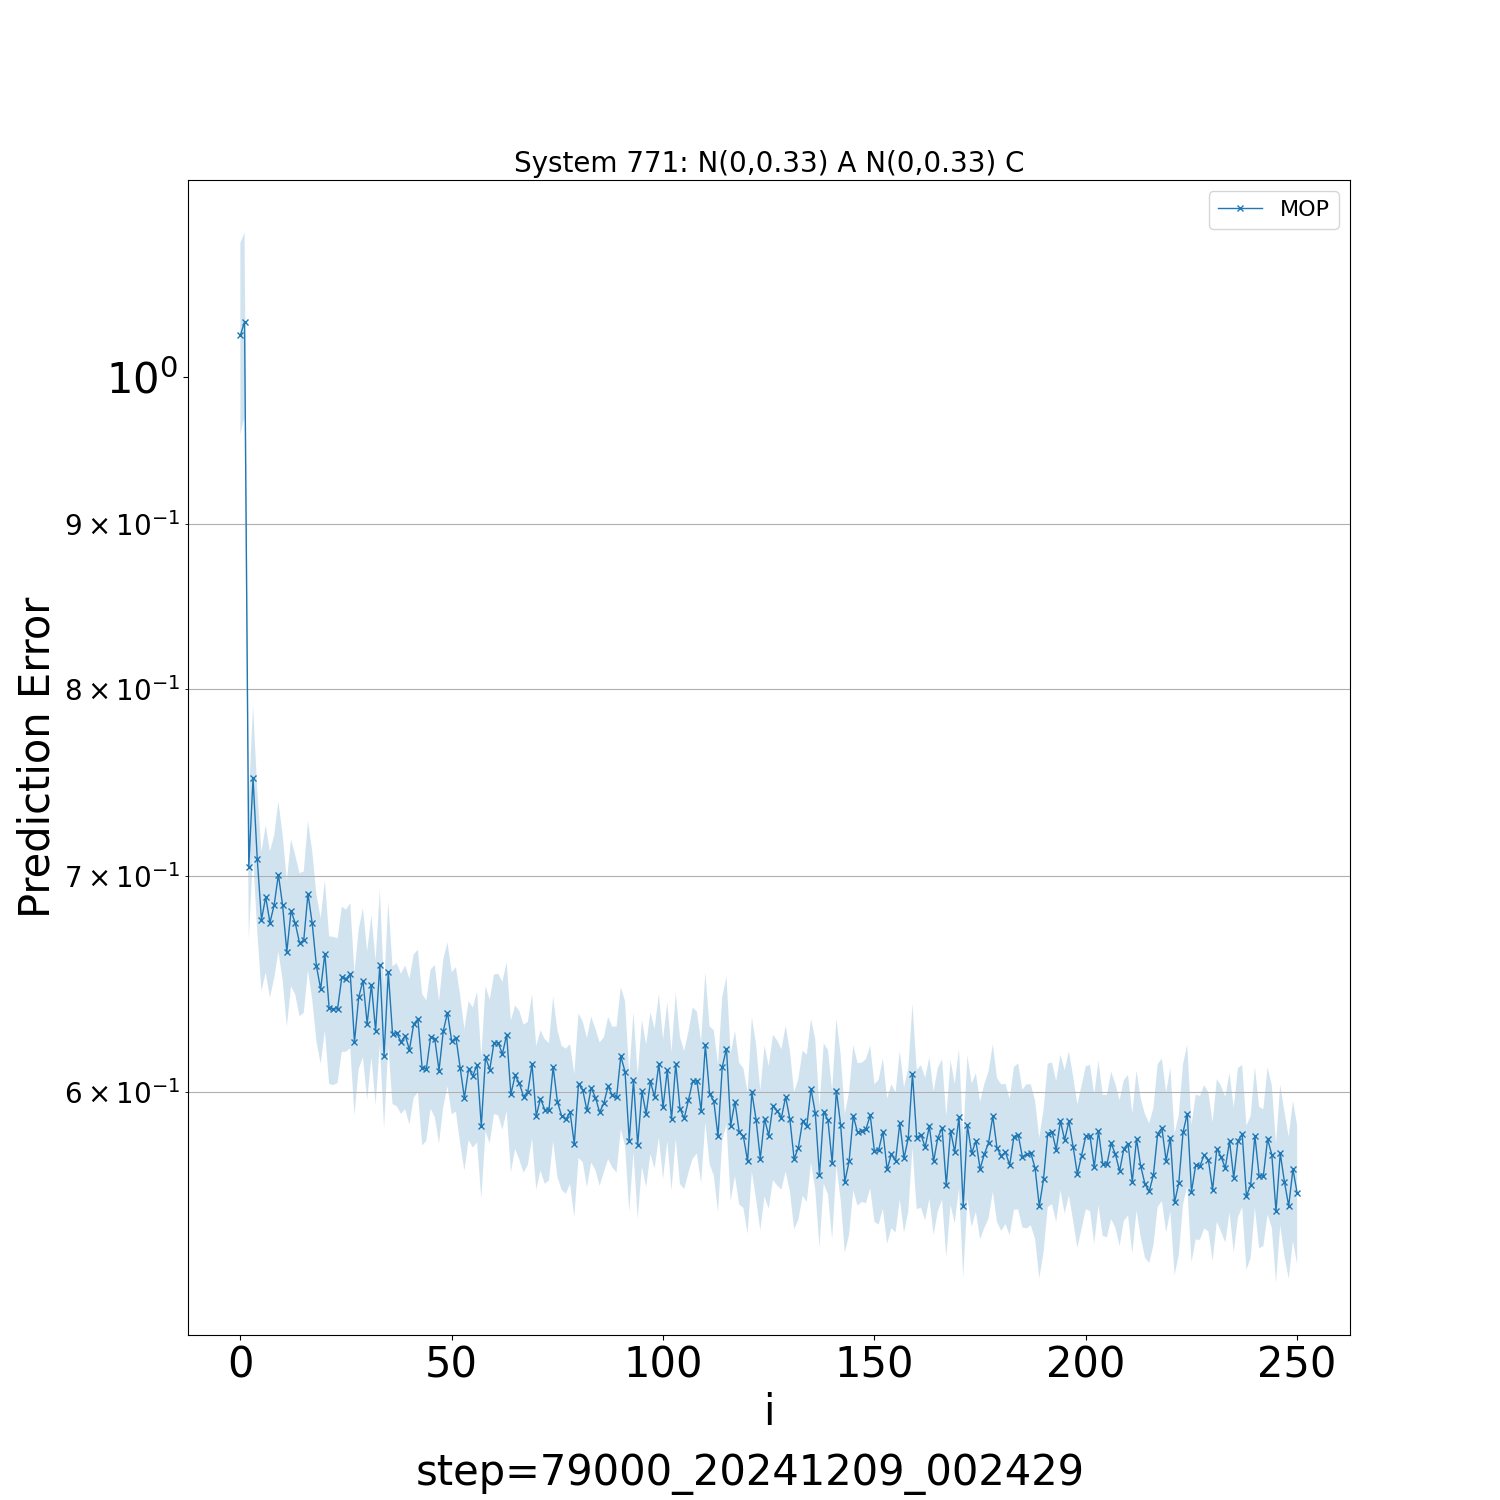 System 771: N(0,0.33) A N(0,0.33) C
MOP
10⁰
9 × 10⁻¹
8 × 10⁻¹
7 × 10⁻¹
6 × 10⁻¹
Prediction Error
0 50 100 150 200 250
i
step=79000_20241209_002429